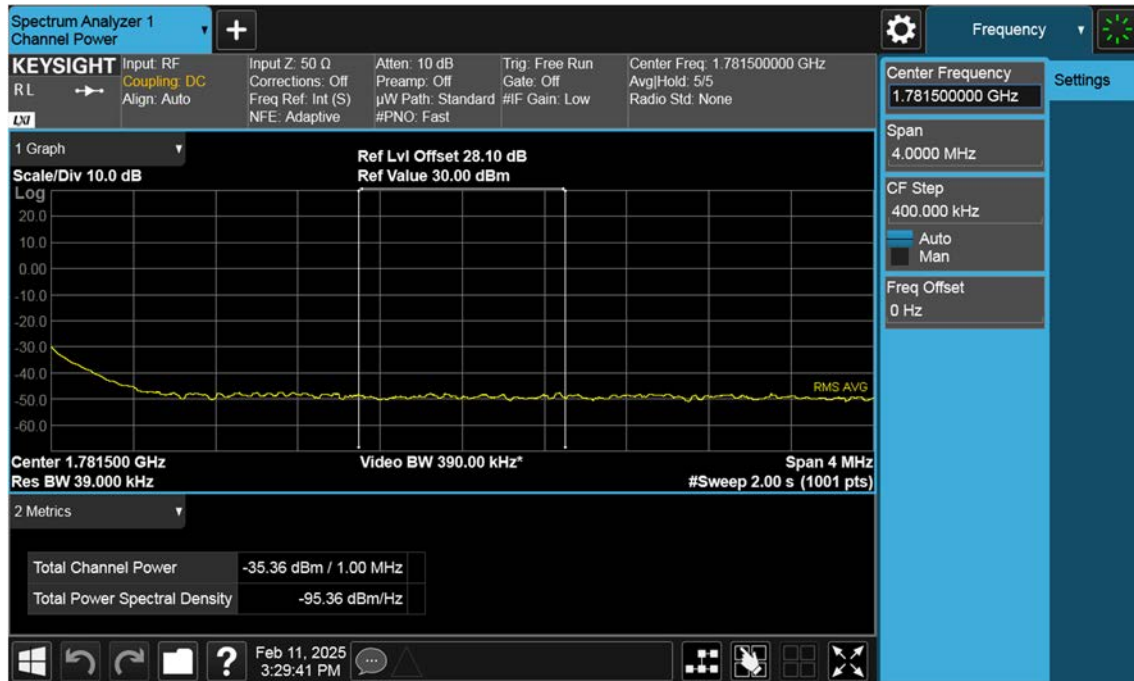 Spectrum Analyzer 1
Channel Power
Frequency
KEYSIGHT
RL
LXI
Input: RF
Coupling: DC
Align: Auto
Input Z: 50 Ω
Corrections: Off
Freq Ref: Int (S)
NFE: Adaptive
Atten: 10 dB
Preamp: Off
µW Path: Standard
#PNO: Fast
Trig: Free Run
Gate: Off
#IF Gain: Low
Center Freq: 1.781500000 GHz
Avg|Hold: 5/5
Radio Std: None
Center Frequency
1.781500000 GHz
Settings
Span
4.0000 MHz
CF Step
400.000 kHz
Auto
Man
Freq Offset
0 Hz
1 Graph
Ref Lvl Offset 28.10 dB
Scale/Div 10.0 dB
Ref Value 30.00 dBm
Log
20.0
10.0
0.00
-10.0
-20.0
-30.0
-40.0
-50.0
-60.0
RMS AVG
Center 1.781500 GHz
Video BW 390.00 kHz*
Span 4 MHz
Res BW 39.000 kHz
#Sweep 2.00 s (1001 pts)
2 Metrics
Total Channel Power -35.36 dBm / 1.00 MHz
Total Power Spectral Density -95.36 dBm/Hz
?
Feb 11, 2025
3:29:41 PM